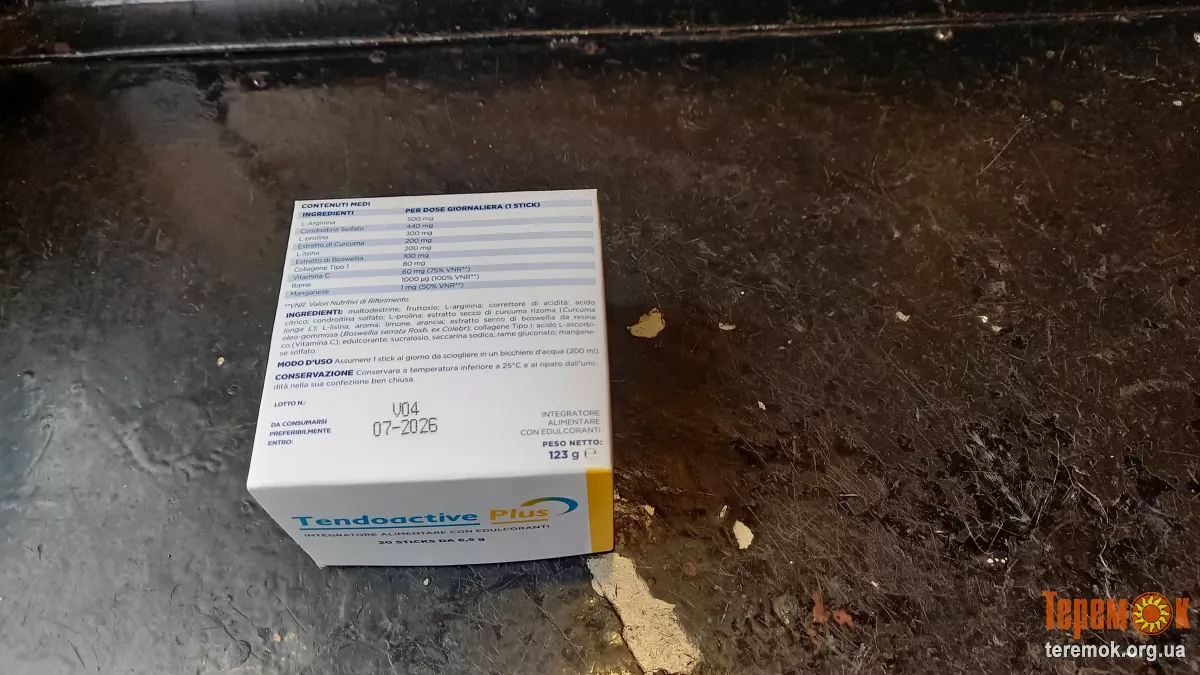 CONTENUTI MEDI
INGREDIENTI PER DOSE GIORNALIERA (1 STICK)
L-Arginina 500 mg
Condroitina Solfato 440 mg
L-prolina 300 mg
Estratto di Curcuma 200 mg
L-lisina 200 mg
Estratto di Boswellia 100 mg
Collagene Tipo 1 80 mg
Vitamina C 60 mg (75% VNR**)
Rame 1000 µg (100% VNR**)
Manganese 1 mg (50% VNR**)
**VNR: Valori Nutritivi di Riferimento
INGREDIENTI: maltodestrine, fruttosio; L-arginina; correttore di acidità: acido
citrico; condroitina solfato; L-prolina; estratto secco di curcuma rizoma (Curcuma
longa L.); L-lisina, aroma: limone, arancia; estratto secco di boswellia da resina
oleo-gommosa (Boswellia serrata Roxb. ex Colebr); collagene Tipo I; acido L-ascorbi-
co (Vitamina C); edulcorante: sucralosio, saccarina sodica; rame gluconato; mangane-
se solfato.
MODO D'USO Assumere 1 stick al giorno da sciogliere in un bicchiere d'acqua (200 ml).
CONSERVAZIONE Conservare a temperatura inferiore a 25°C e al riparo dall'umi-
dità nella sua confezione ben chiusa.
LOTTO N.: V04
DA CONSUMARSI
PREFERIBILMENTE
ENTRO: 07-2026
INTEGRATORE
ALIMENTARE
CON EDULCORANTI
PESO NETTO:
123 g ℮
Tendoactive Plus
INTEGRATORE ALIMENTARE CON EDULCORANTI
20 STICKS DA 6,5 g
Теремок
teremok.org.ua